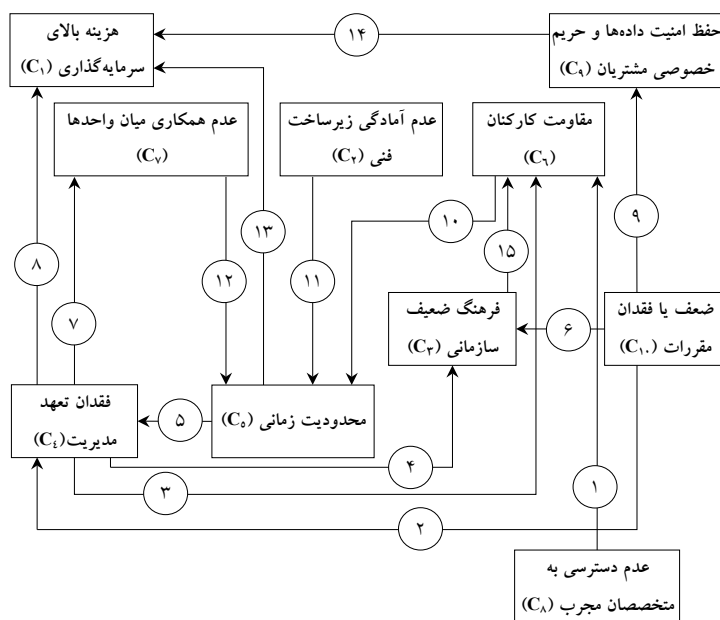 هزینه بالای
سرمایه‌گذاری (C۱)
۱۴
حفظ امنیت داده‌ها و حریم
خصوصی مشتریان (C۹)
عدم همکاری میان واحدها
(C۷)
عدم آمادگی زیرساخت
فنی (C۲)
مقاومت کارکنان
(C۶)
۸
۷
۱۲
۱۳
۱۱
۱۰
۱۵
۹
فرهنگ ضعیف
سازمانی (C۳)
۶
ضعف یا فقدان
مقررات (C۱۰)
فقدان تعهد
مدیریت(C٤)
۵
محدودیت زمانی (C٥)
۴
۳
۱
۲
عدم دسترسی به
متخصصان مجرب (C۸)